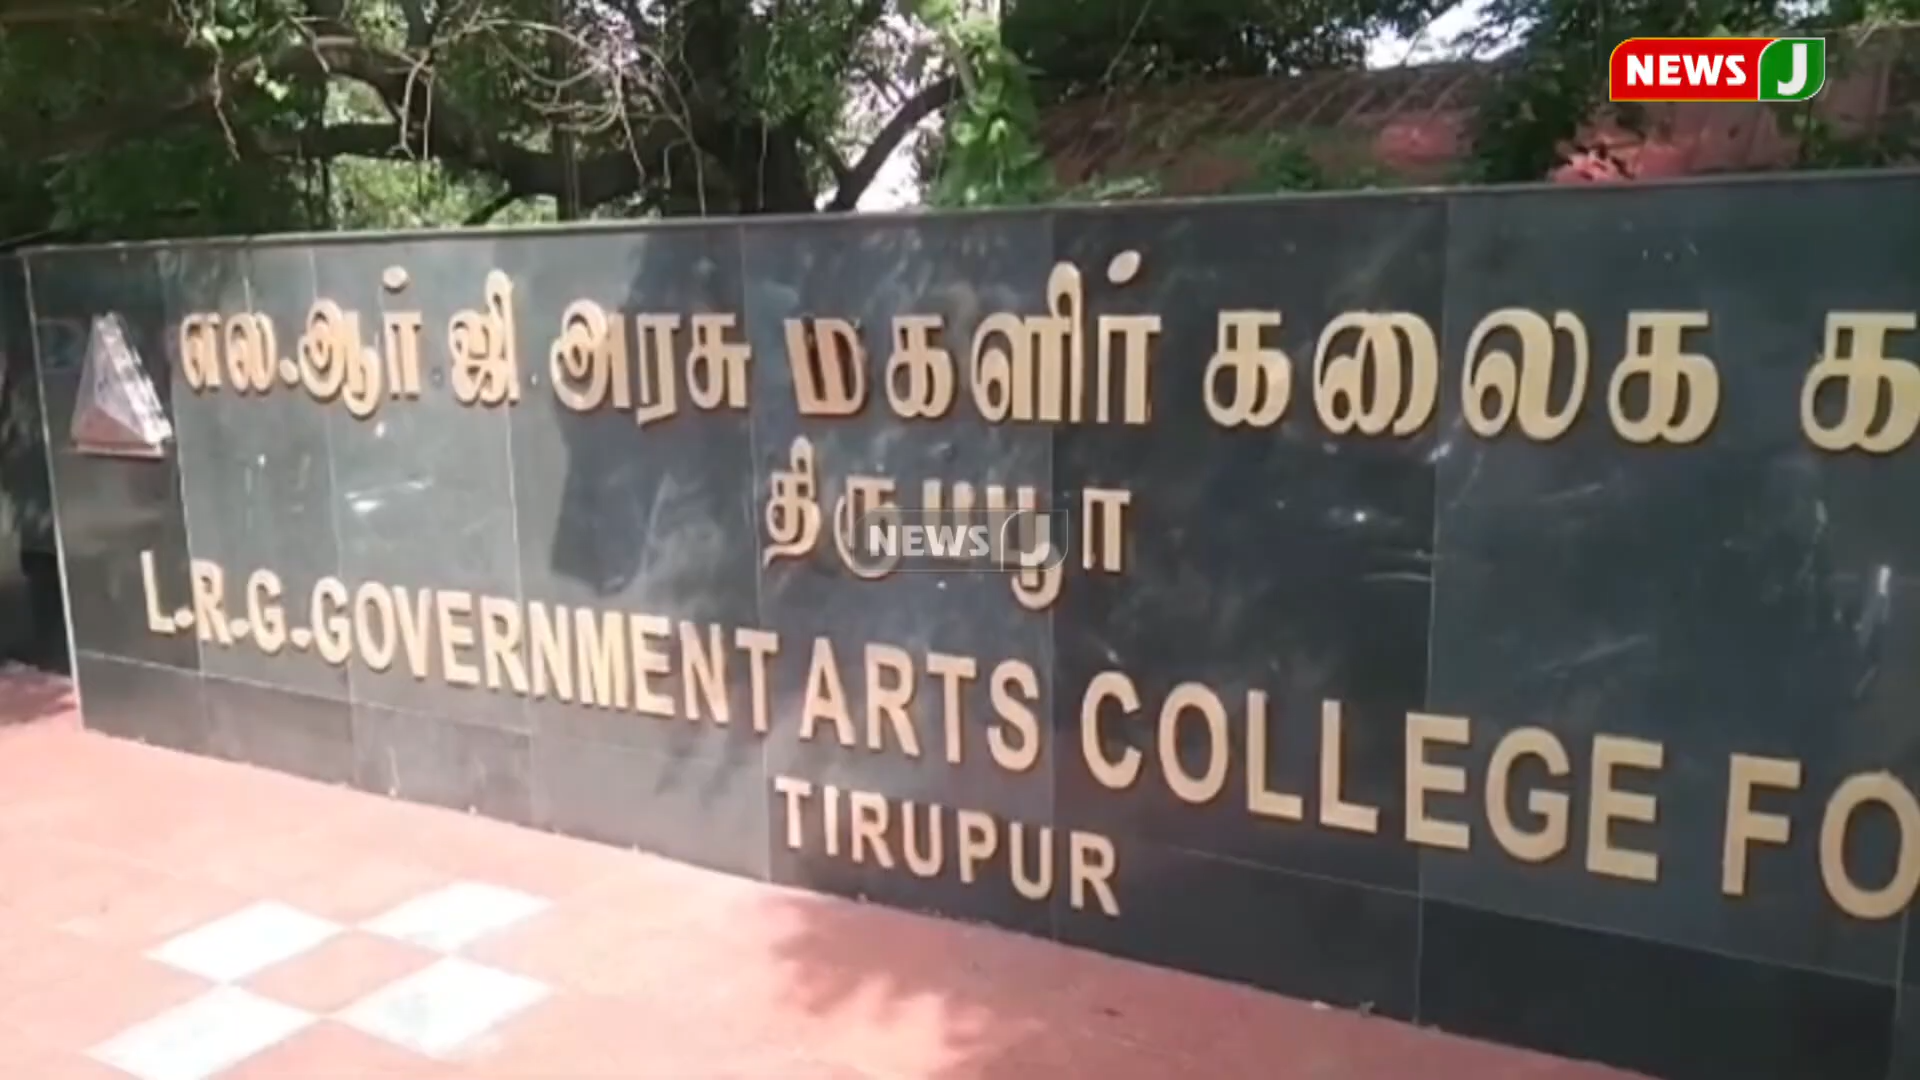 NEWS J
எல.ஆர் ஜி அரசு மகளிர் கலைக க
திருப்பூர
NEWS J
L.R.G.GOVERNMENT ARTS COLLEGE FO
TIRUPUR